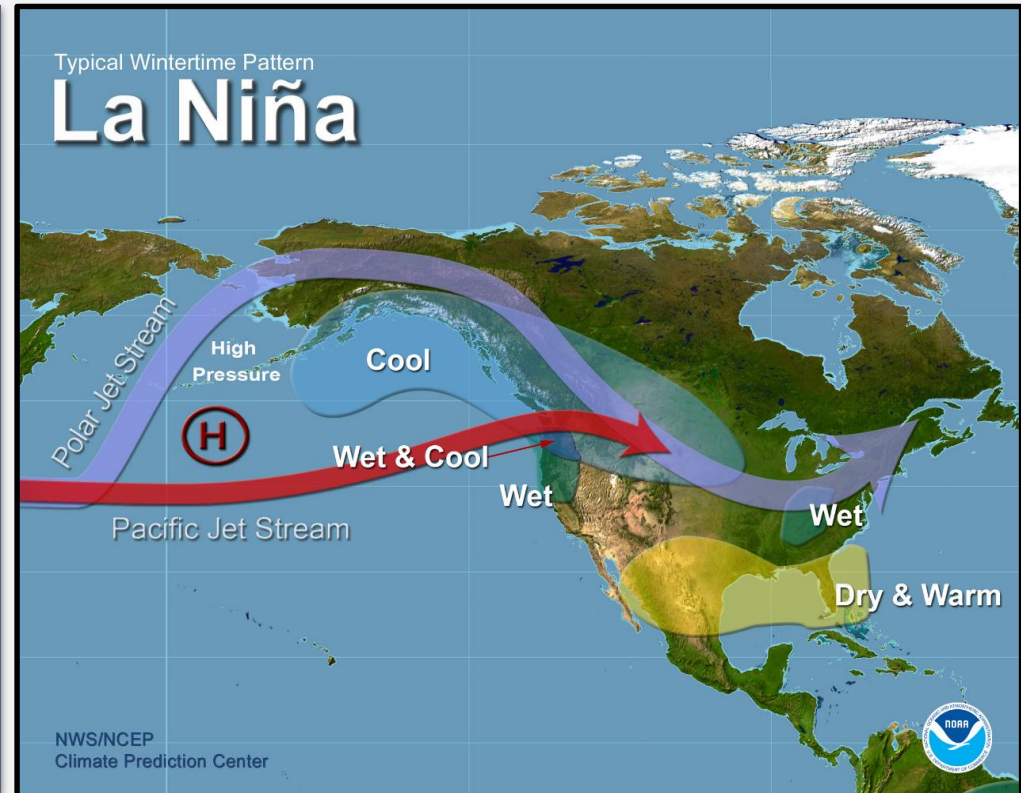 Typical Wintertime Pattern
La Niña
Polar Jet Stream
High
Pressure
H
Cool
Wet & Cool
Wet
Wet
Pacific Jet Stream
Dry & Warm
NWS/NCEP
Climate Prediction Center
NOAA